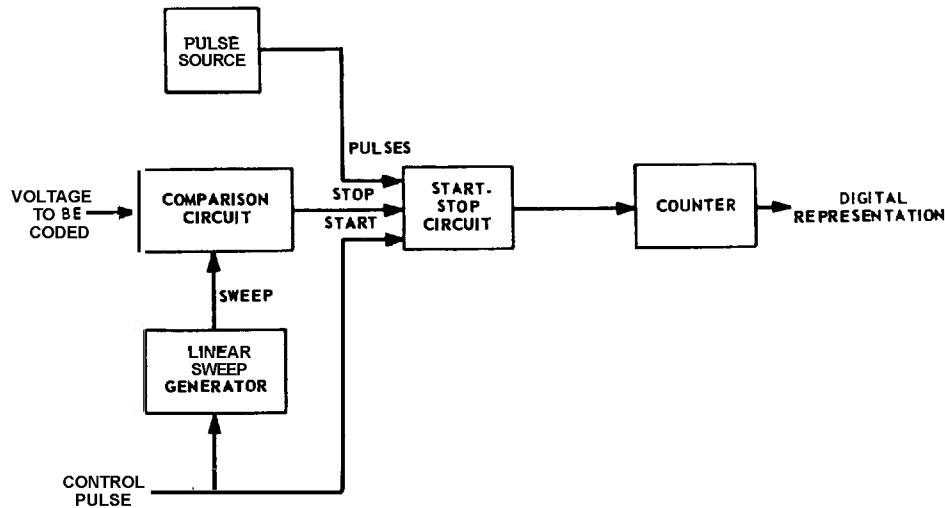 PULSE
SOURCE
PULSES
VOLTAGE
TO BE
CODED
COMPARISON
CIRCUIT
STOP
START
START-
STOP
CIRCUIT
COUNTER
DIGITAL
REPRESENTATION
SWEEP
LINEAR
SWEEP
GENERATOR
CONTROL
PULSE